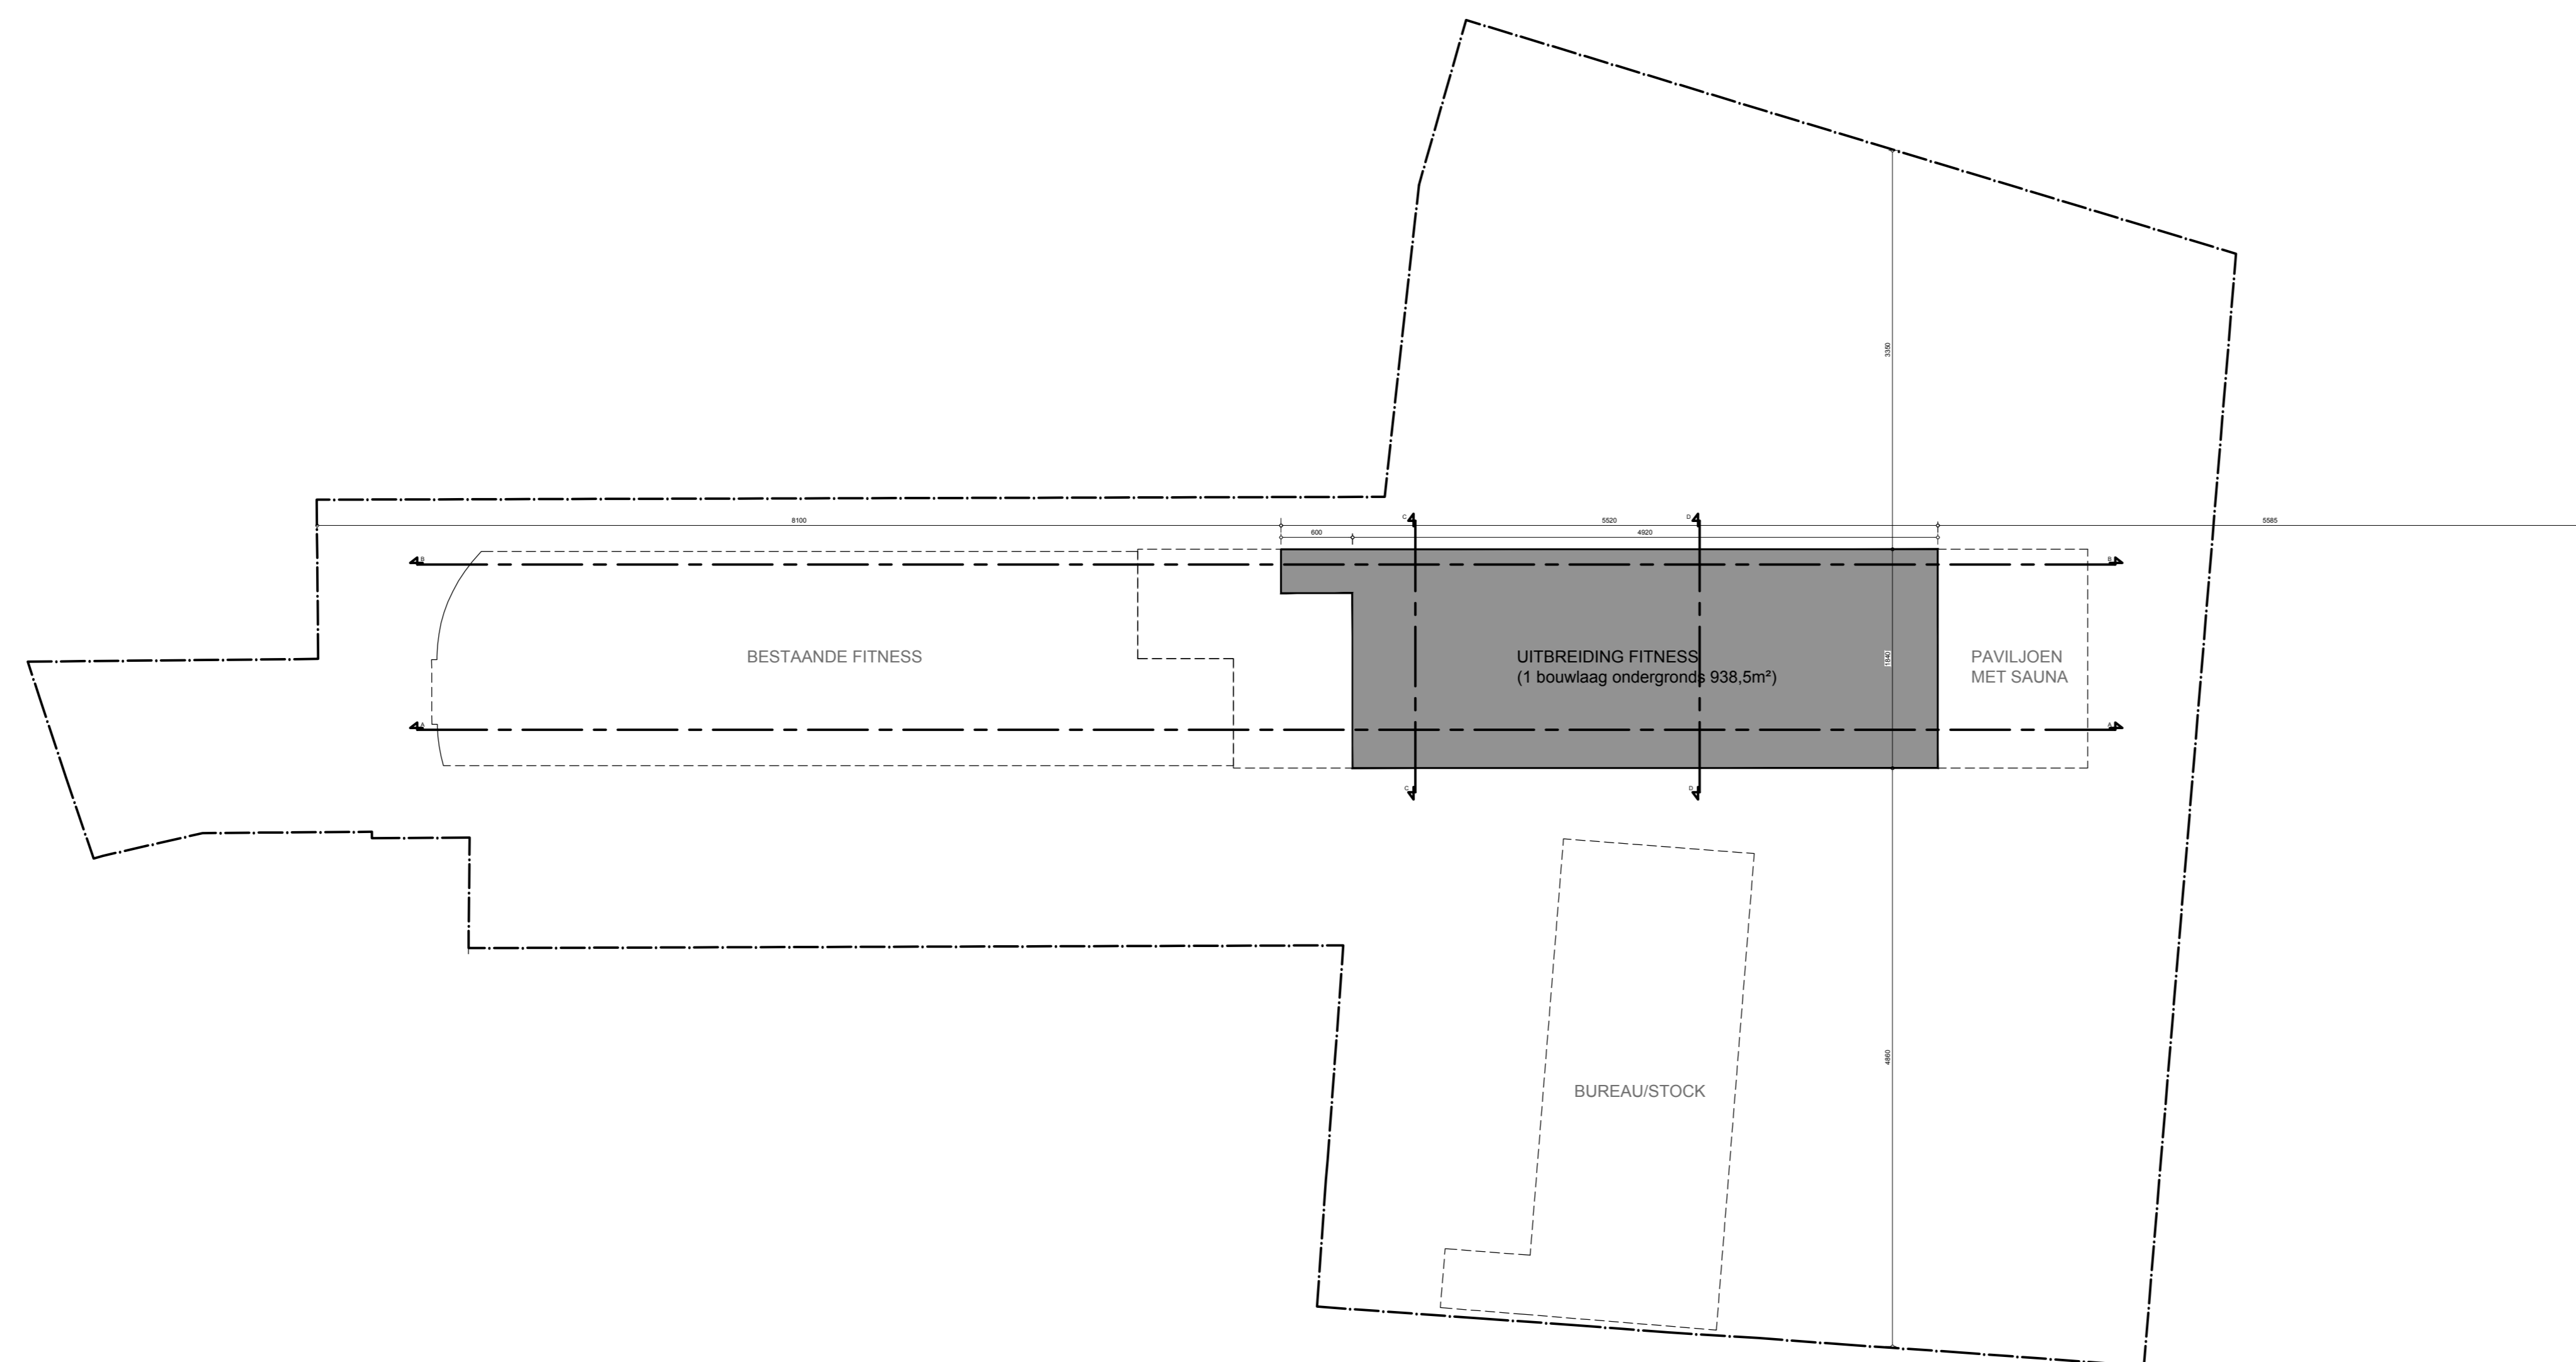 3350
8100
5520
5585
600
4920
C
D
B
B
BESTAANDE FITNESS
UITBREIDING FITNESS
(1 bouwlaag ondergronds 938,5m²)
1840
PAVILJOEN
MET SAUNA
A
A
C
D
4860
BUREAU/STOCK